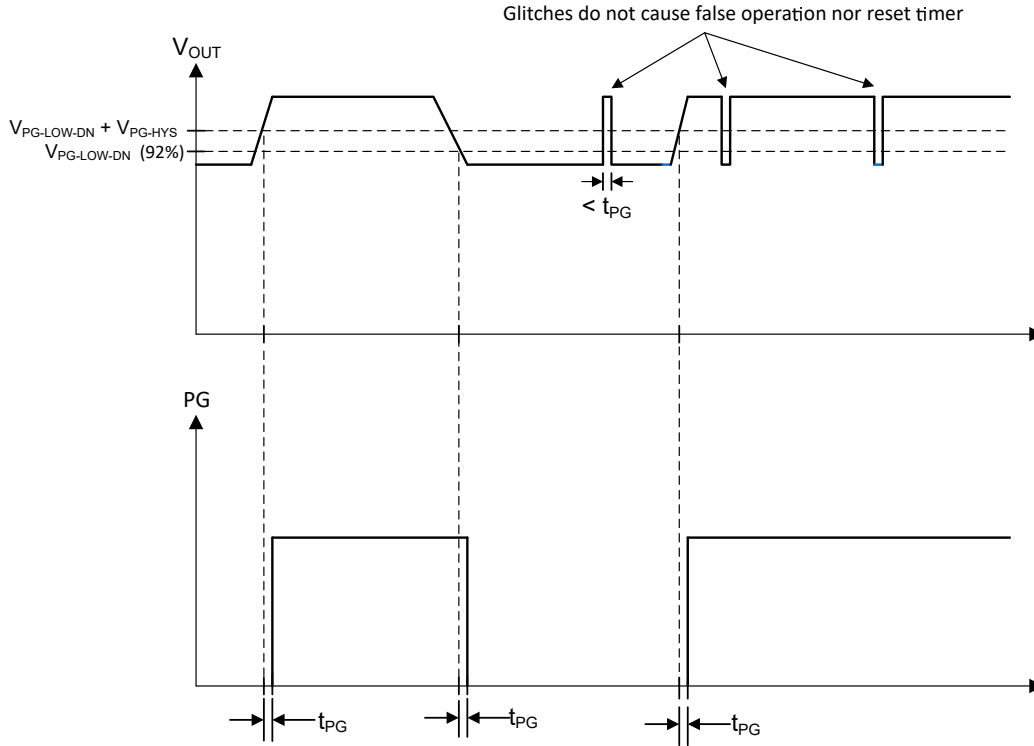 Glitches do not cause false operation nor reset timer
VOUT
VPG-LOW-DN + VPG-HYS
VPG-LOW-DN (92%)
< tPG
PG
tPG
tPG
tPG